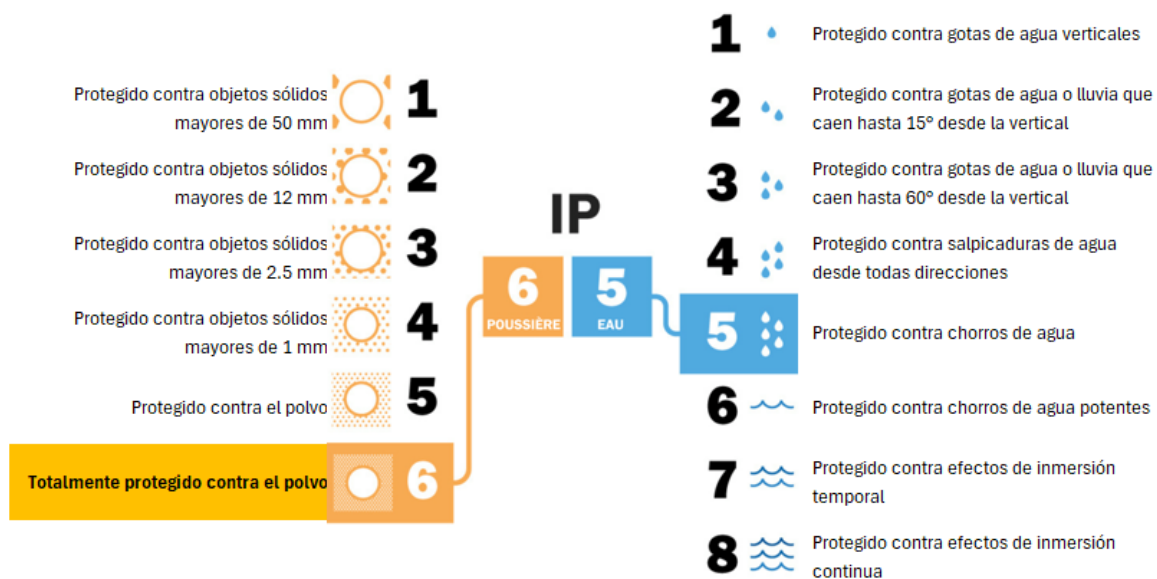 Protegido contra objetos sólidos
mayores de 50 mm
1
Protegido contra objetos sólidos
mayores de 12 mm
2
Protegido contra objetos sólidos
mayores de 2.5 mm
3
Protegido contra objetos sólidos
mayores de 1 mm
4
Protegido contra el polvo
5
Totalmente protegido contra el polvo
6
IP
6
POUSSIÈRE
5
EAU
1
Protegido contra gotas de agua verticales
2
Protegido contra gotas de agua o lluvia que
caen hasta 15º desde la vertical
3
Protegido contra gotas de agua o lluvia que
caen hasta 60º desde la vertical
4
Protegido contra salpicaduras de agua
desde todas direcciones
5
Protegido contra chorros de agua
6
Protegido contra chorros de agua potentes
7
Protegido contra efectos de inmersión
temporal
8
Protegido contra efectos de inmersión
continua